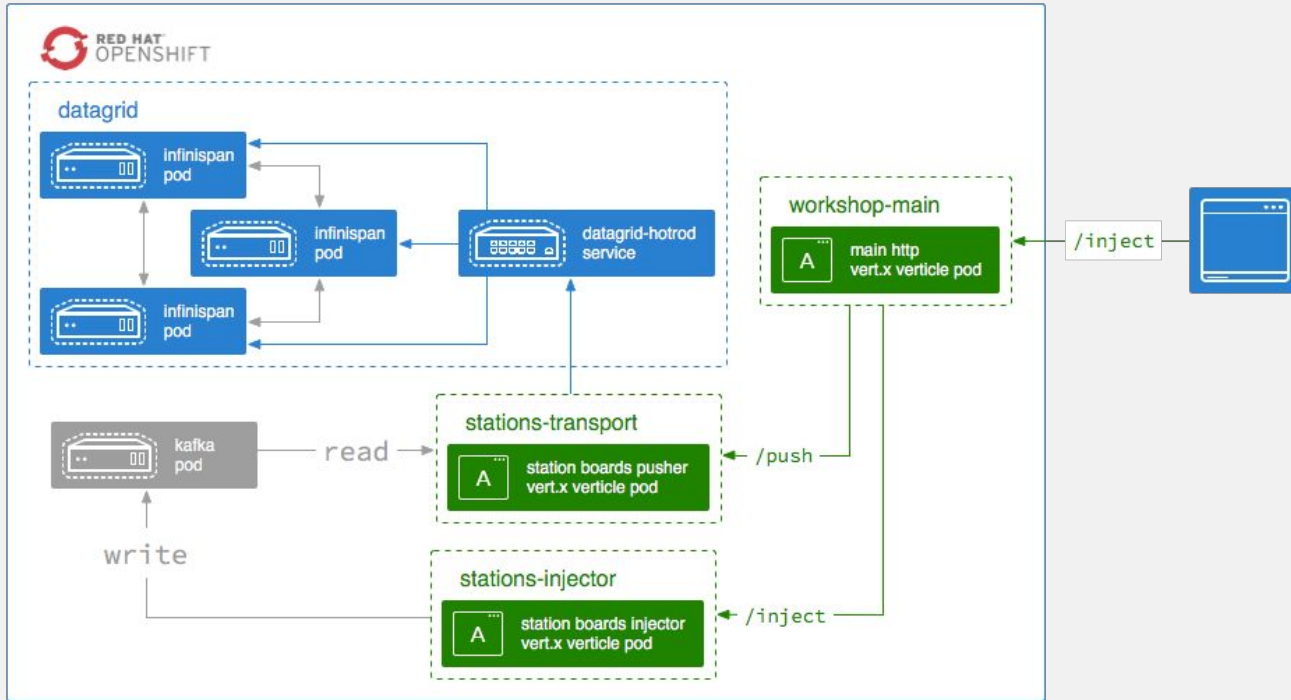 RED HAT
OPENSHIFT
datagrid
infinispan
pod
infinispan
pod
datagrid-hotrod
service
infinispan
pod
workshop-main
A
main http
vert.x verticle pod
/inject
kafka
pod
read
stations-transport
A
station boards pusher
vert.x verticle pod
/push
write
stations-injector
A
station boards injector
vert.x verticle pod
/inject